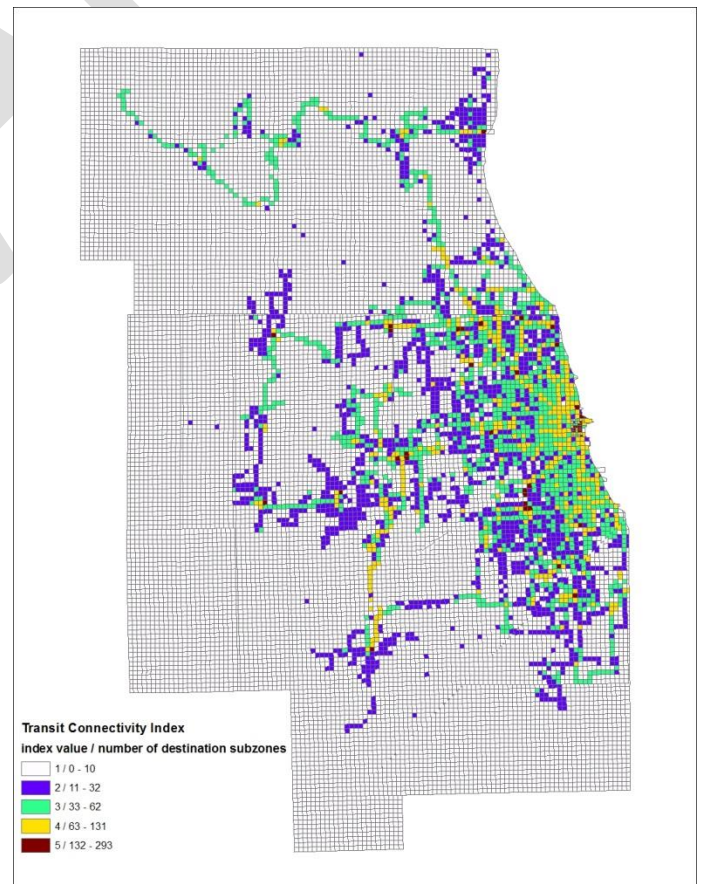 Transit Connectivity Index
index value / number of destination subzones
1 / 0 - 10
2 / 11 - 32
3 / 33 - 62
4 / 63 - 131
5 / 132 - 293